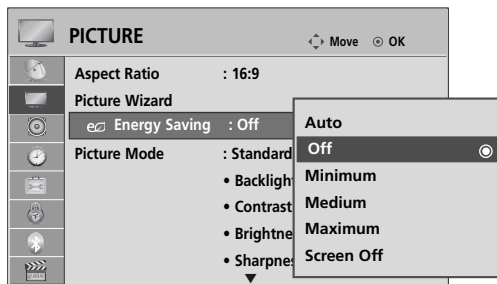 PICTURE
Move OK
Aspect Ratio : 16:9
Picture Wizard
Energy Saving : Off
Picture Mode : Standard
• Backligh
• Contrast
• Brightne
• Sharpnes
Auto
Off
Minimum
Medium
Maximum
Screen Off